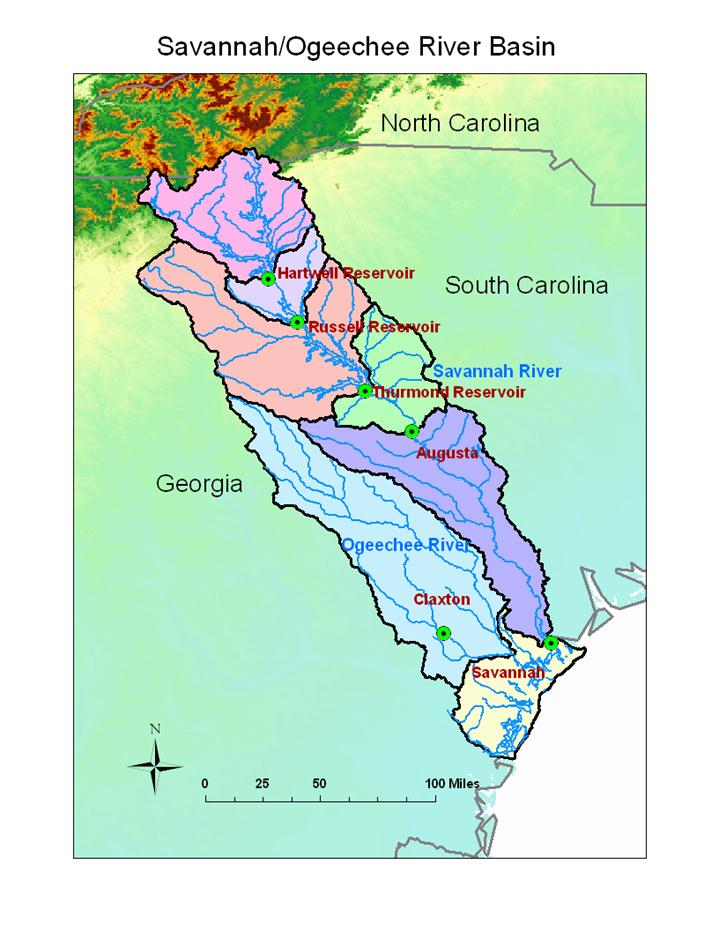 Savannah/Ogeechee River Basin
North Carolina
Hartwell Reservoir
South Carolina
Russell Reservoir
Savannah River
Thurmond Reservoir
Augusta
Georgia
Ogeechee River
Claxton
Savannah
N
0 25 50 100 Miles